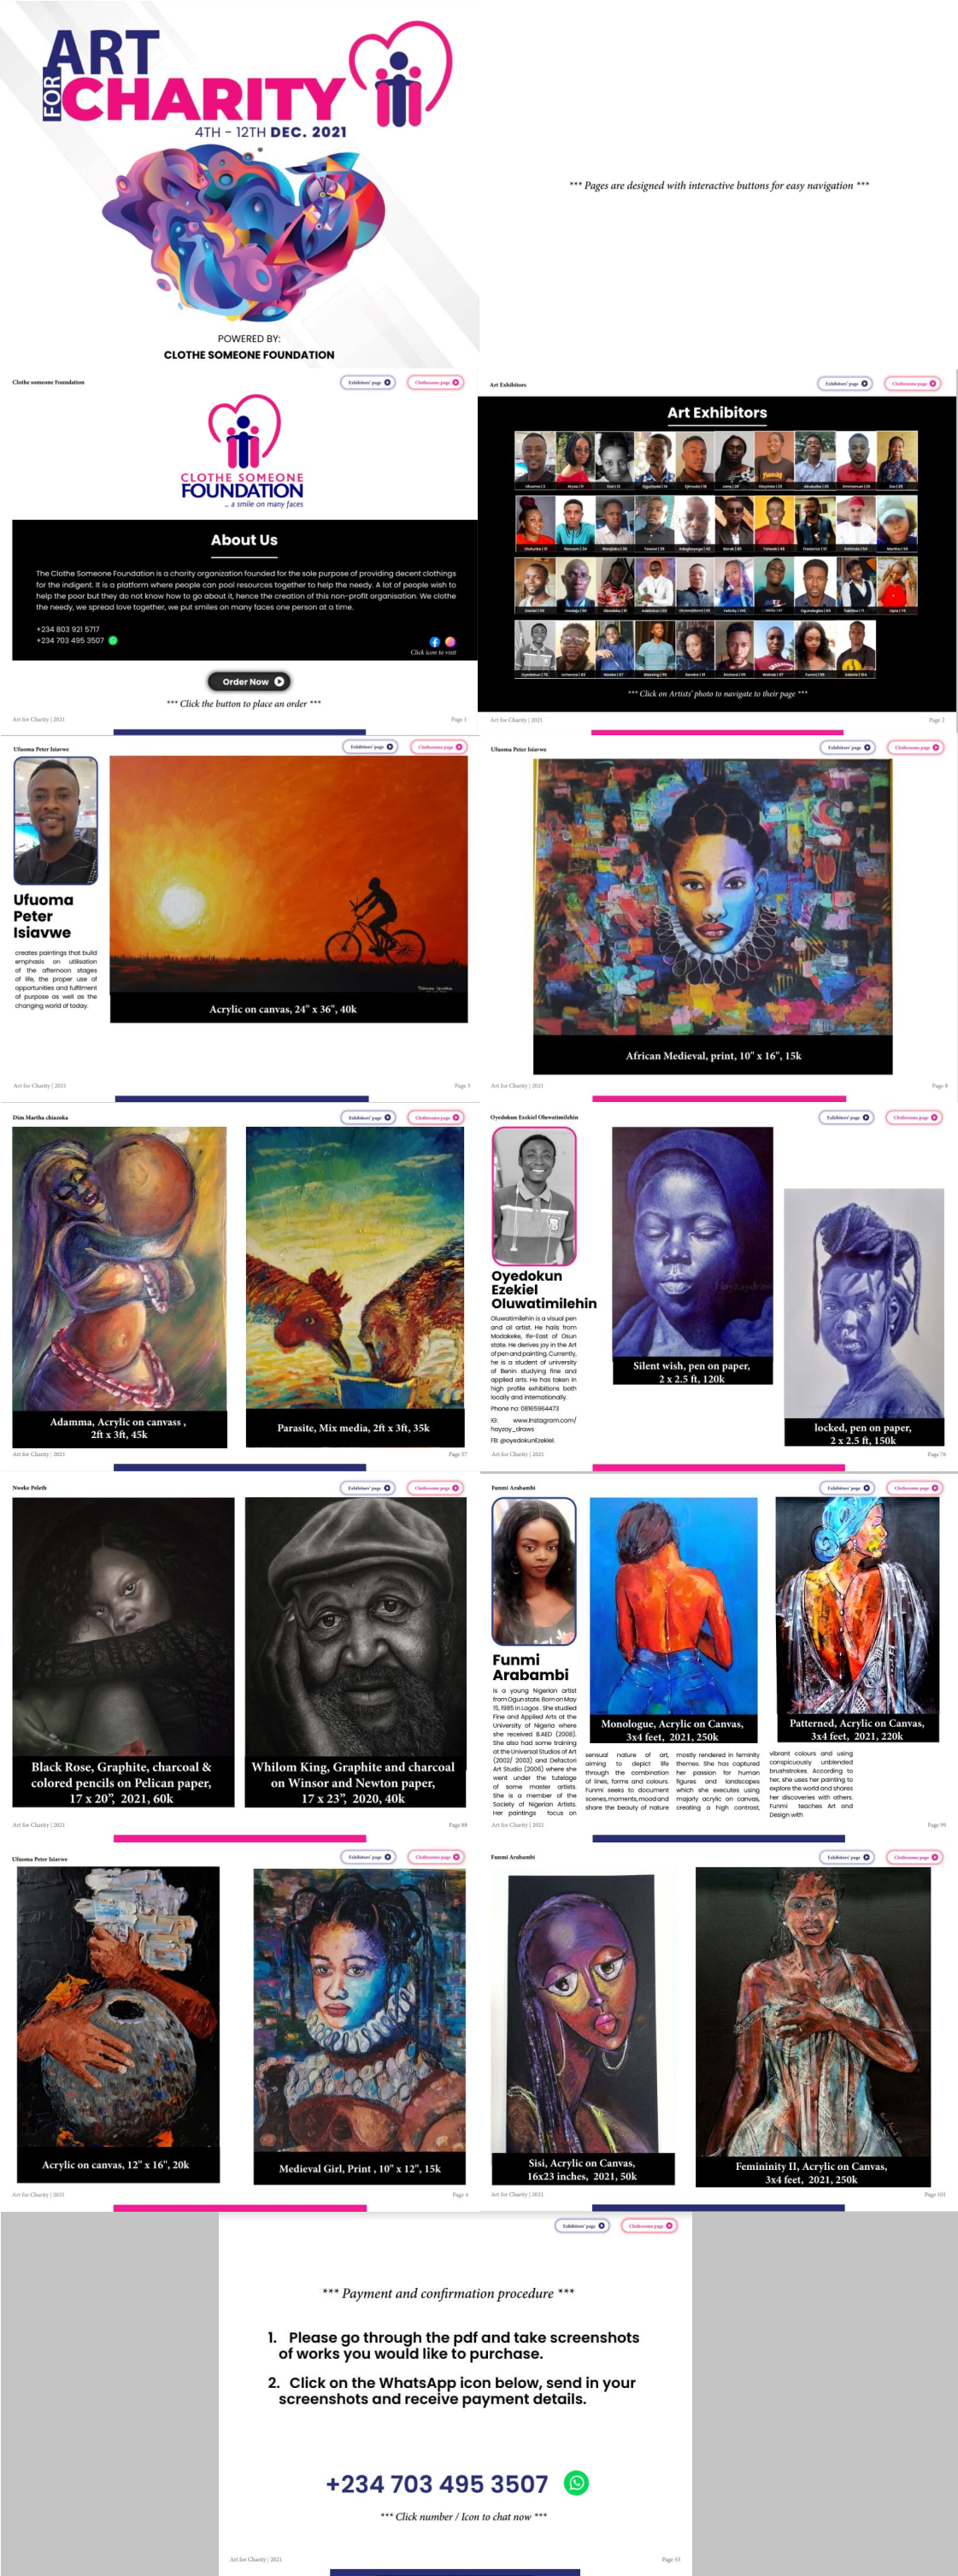 ART
FOR
CHARITY
4TH - 12TH DEC. 2021
POWERED BY:
CLOTHE SOMEONE FOUNDATION
*** Pages are designed with interactive buttons for easy navigation ***
Clothe someone Foundation
Exhibitors' page
Clothesome page
CLOTHE SOMEONE
FOUNDATION
... a smile on many faces
About Us
The Clothe Someone Foundation is a charity organization founded for the sole purpose of providing decent clothings
for the indigent. It is a platform where people can pool resources together to help the needy. A lot of people wish to
help the poor but they do not know how to go about it, hence the creation of this non-profit organisation. We clothe
the needy, we spread love together, we put smiles on many faces one person at a time.
+234 803 921 5717
+234 703 495 3507
Click icon to visit
Order Now
*** Click the button to place an order ***
Art for Charity | 2021
Page 1
Art Exhibitors
Exhibitors' page
Clothesome page
Art Exhibitors
*** Click on Artists' photo to navigate to their page ***
Art for Charity | 2021
Page 2
Ufuoma Peter Isiavwe
Exhibitors' page
Clothesome page
Ufuoma
Peter
Isiavwe
creates paintings that build
emphasis on utilisation
of the afternoon stages
of life, the proper use of
opportunities and fulfilment
of purpose as well as the
changing world of today.
Acrylic on canvas, 24" x 36", 40k
Art for Charity | 2021
Page 3
Ufuoma Peter Isiavwe
Exhibitors' page
Clothesome page
African Medieval, print, 10" x 16", 15k
Art for Charity | 2021
Dim Martha chiazoka
Exhibitors' page
Clothesome page
Adamma, Acrylic on canvass ,
2ft x 3ft, 45k
Parasite, Mix media, 2ft x 3ft, 35k
Art for Charity | 2021
Page 57
Oyedokun Ezekiel Oluwatimilehin
Exhibitors' page
Clothesome page
Oyedokun
Ezekiel
Oluwatimilehin
Oluwatimilehin is a visual pen
and oil artist. He hails from
Modakeke, Ife-East of Osun
state. He derives joy in the Art
of pen and painting. Currently,
he is a student of university
of Benin studying fine and
applied arts. He has taken in
high profile exhibitions both
locally and internationally.
Phone no: 08165964473
IG: www.Instagram.com/
hayzay_draws
FB: @oyedokunEzekiel.
Silent wish, pen on paper,
2 x 2.5 ft, 120k
locked, pen on paper,
2 x 2.5 ft, 150k
Art for Charity | 2021
Page 76
Nweke Peleth
Exhibitors' page
Clothesome page
Black Rose, Graphite, charcoal &
colored pencils on Pelican paper,
17 x 20”, 2021, 60k
Whilom King, Graphite and charcoal
on Winsor and Newton paper,
17 x 23”, 2020, 40k
Art for Charity | 2021
Page 88
Funmi Arabambi
Exhibitors' page
Clothesome page
Funmi
Arabambi
is a young Nigerian artist
from Ogun state. Born on May
15, 1985 in Lagos . She studied
Fine and Applied Arts at the
University of Nigeria where
she received B.AED (2008).
She also had some training
at the Universal Studios of Art
(2002/ 2003) and Defactori
Art Studio (2006) where she
went under the tutelage
of some master artists.
She is a member of the
Society of Nigerian Artists.
Her paintings focus on
Monologue, Acrylic on Canvas,
3x4 feet, 2021, 250k
Patterned, Acrylic on Canvas,
3x4 feet, 2021, 220k
sensual nature of art,
aiming to depict life
through the combination
of lines, forms and colours.
Funmi seeks to document
scenes, moments, mood and
share the beauty of nature
mostly rendered in feminity
themes. She has captured
her passion for human
figures and landscapes
which she executes using
majorly acrylic on canvas,
creating a high contrast,
vibrant colours and using
conspicuously unblended
brushstrokes. According to
her, she uses her painting to
explore the world and shares
her discoveries with others.
Funmi teaches Art and
Design with
Art for Charity | 2021
Page 99
Ufuoma Peter Isiavwe
Exhibitors' page
Clothesome page
Acrylic on canvas, 12" x 16", 20k
Medieval Girl, Print , 10" x 12", 15k
Art for Charity | 2021
Funmi Arabambi
Exhibitors' page
Clothesome page
Sisi, Acrylic on Canvas,
16x23 inches, 2021, 50k
Femininity II, Acrylic on Canvas,
3x4 feet, 2021, 250k
Art for Charity | 2021
Page 101
Exhibitors' page
Clothesome page
*** Payment and confirmation procedure ***
1. Please go through the pdf and take screenshots
of works you would like to purchase.
2. Click on the WhatsApp icon below, send in your
screenshots and receive payment details.
+234 703 495 3507
*** Click number / Icon to chat now ***
Art for Charity | 2021
Page 53